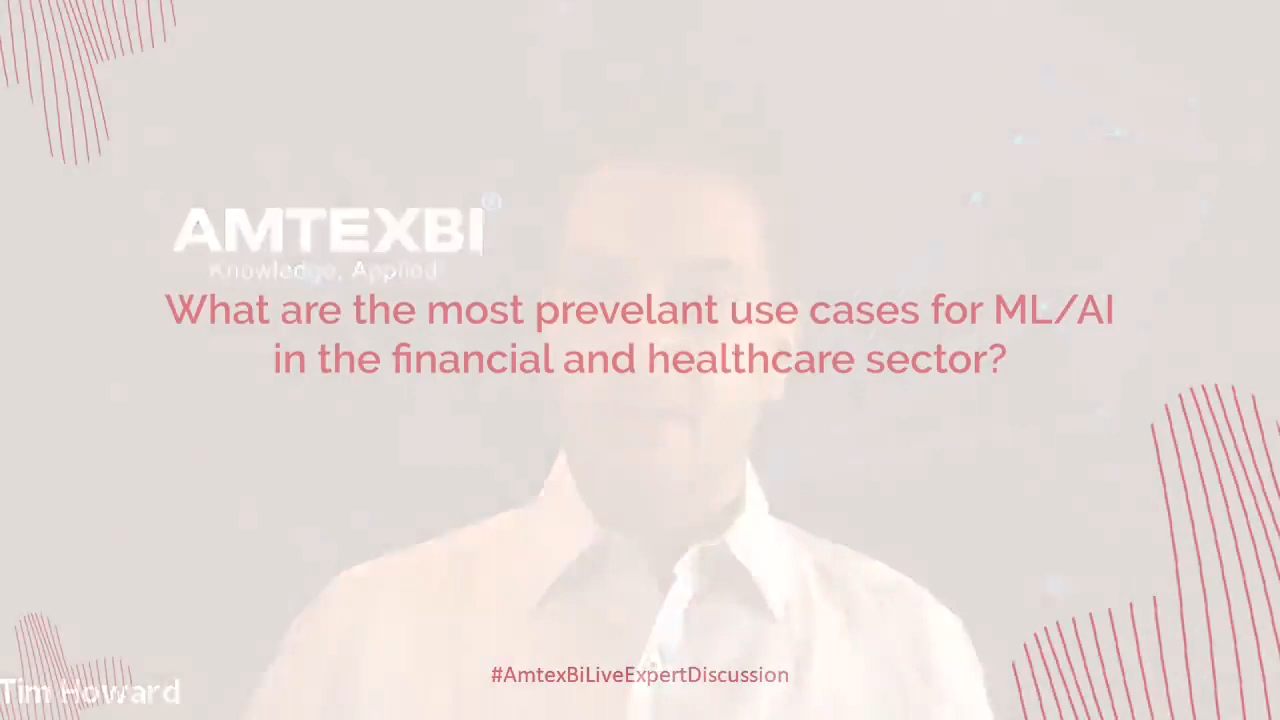 AMTEXBI
Knowledge, Applied
What are the most prevelant use cases for ML/AI
in the financial and healthcare sector?
#AmtexBiLiveExpertDiscussion
Tim Howard